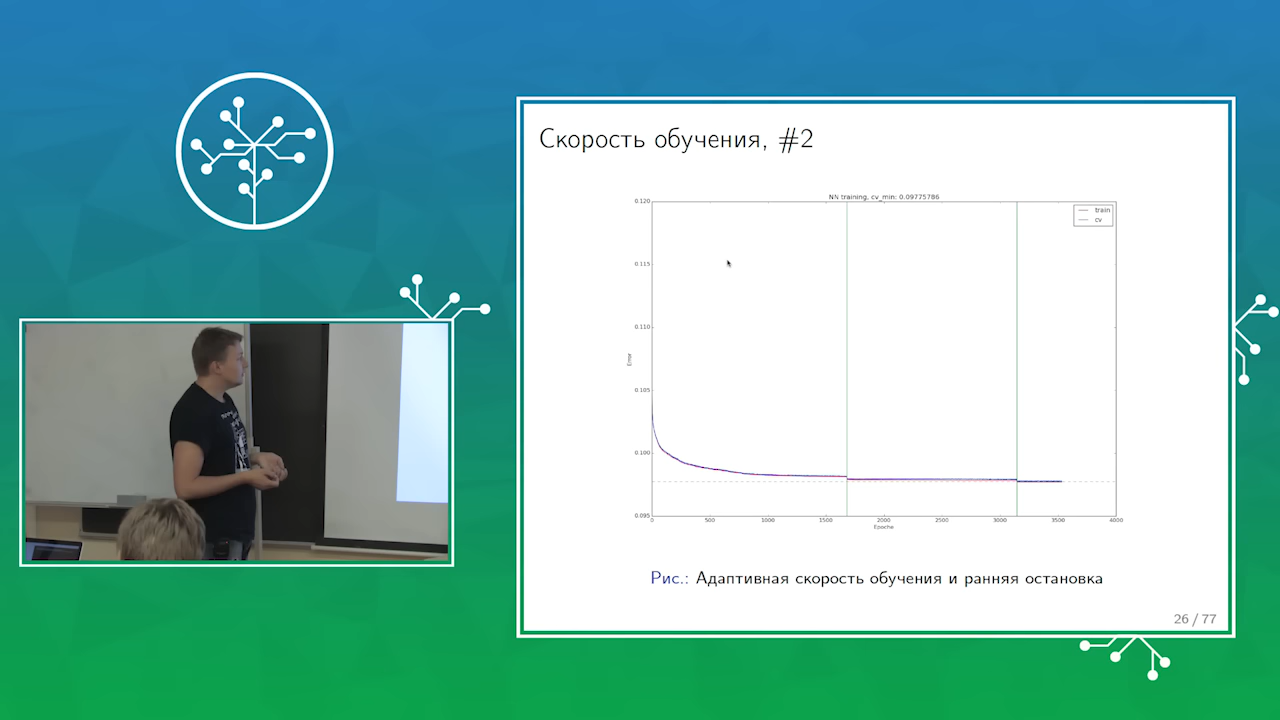 Скорость обучения, #2
NN training, cv_min: 0.09775786
0.120
0.115
0.110
0.105
0.100
0.095
Error
train
cv
0 500 1000 1500 2000 2500 3000 3500 4000
Epochs
Рис.: Адаптивная скорость обучения и ранняя остановка
26 / 77